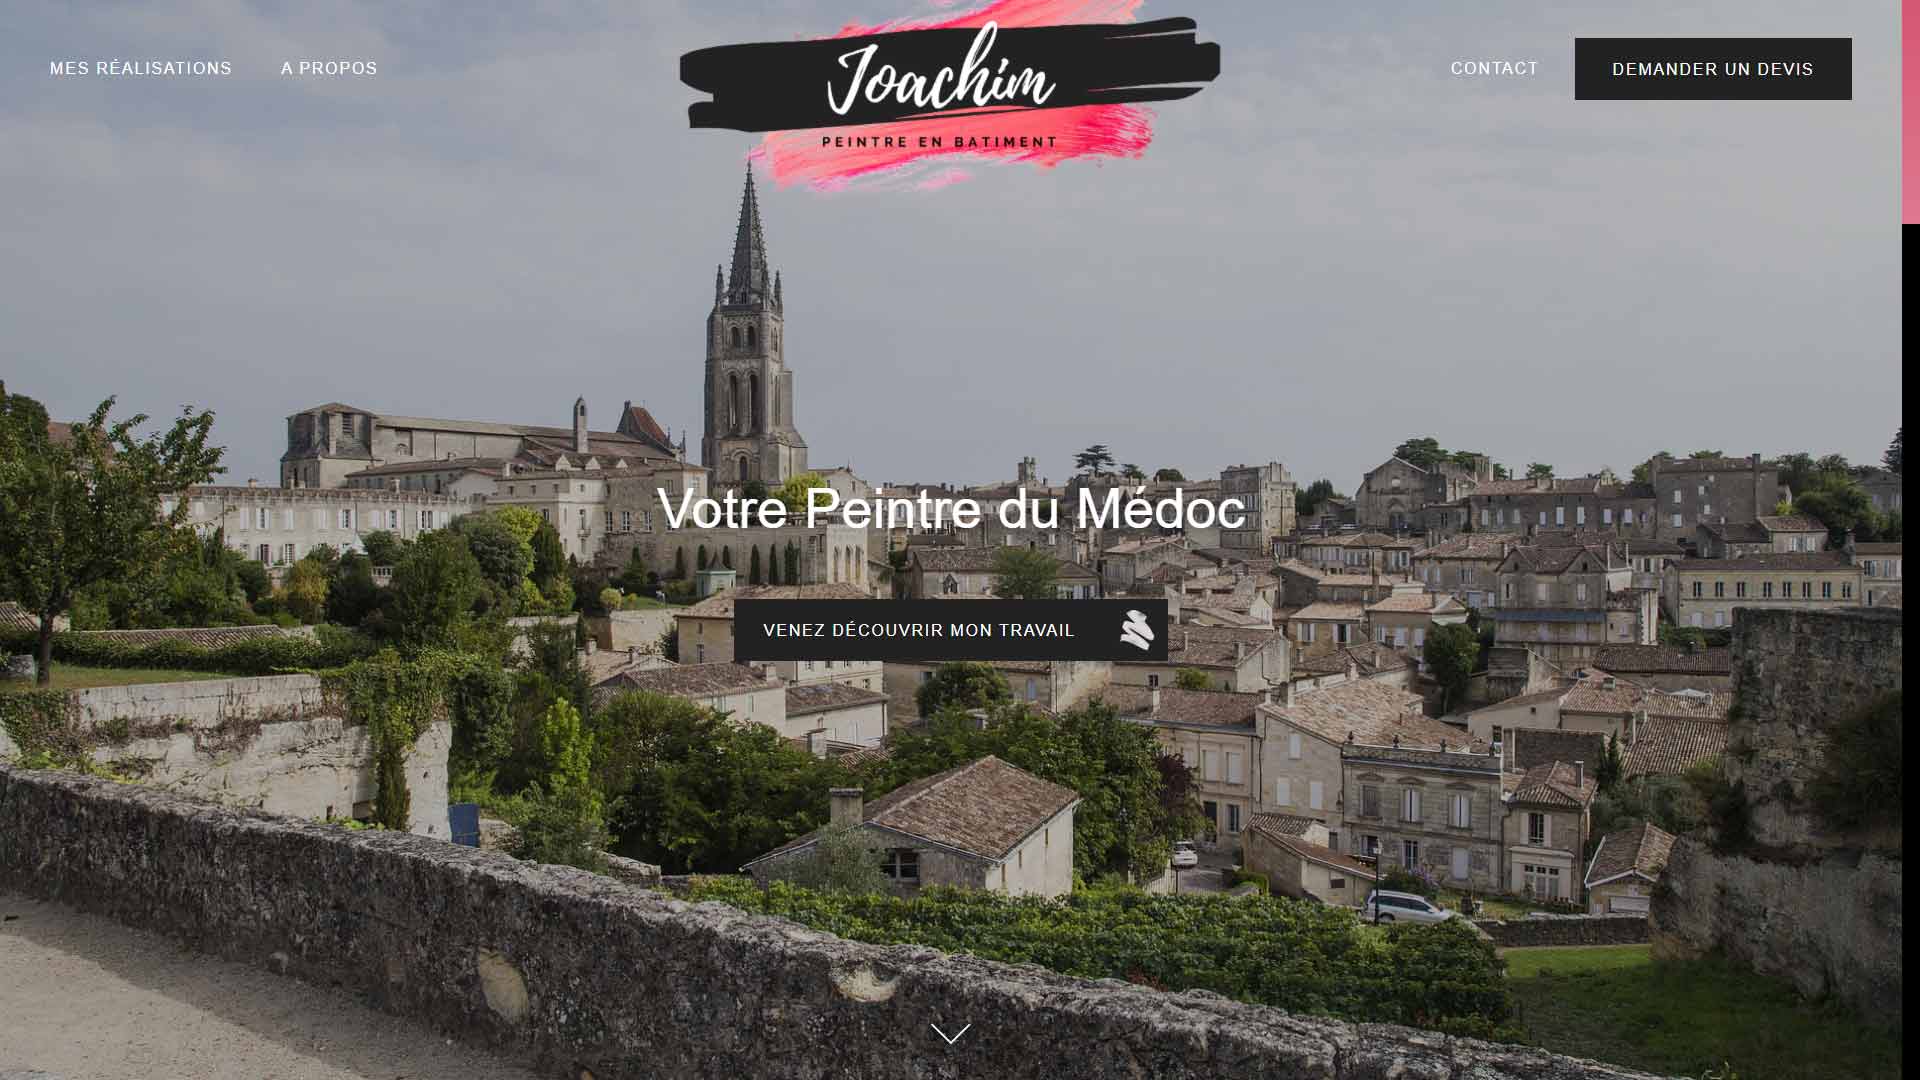 MES RÉALISATIONS
A PROPOS
Joachim
PEINTRE EN BATIMENT
CONTACT
DEMANDER UN DEVIS
Votre Peintre du Médoc
VENEZ DÉCOUVRIR MON TRAVAIL